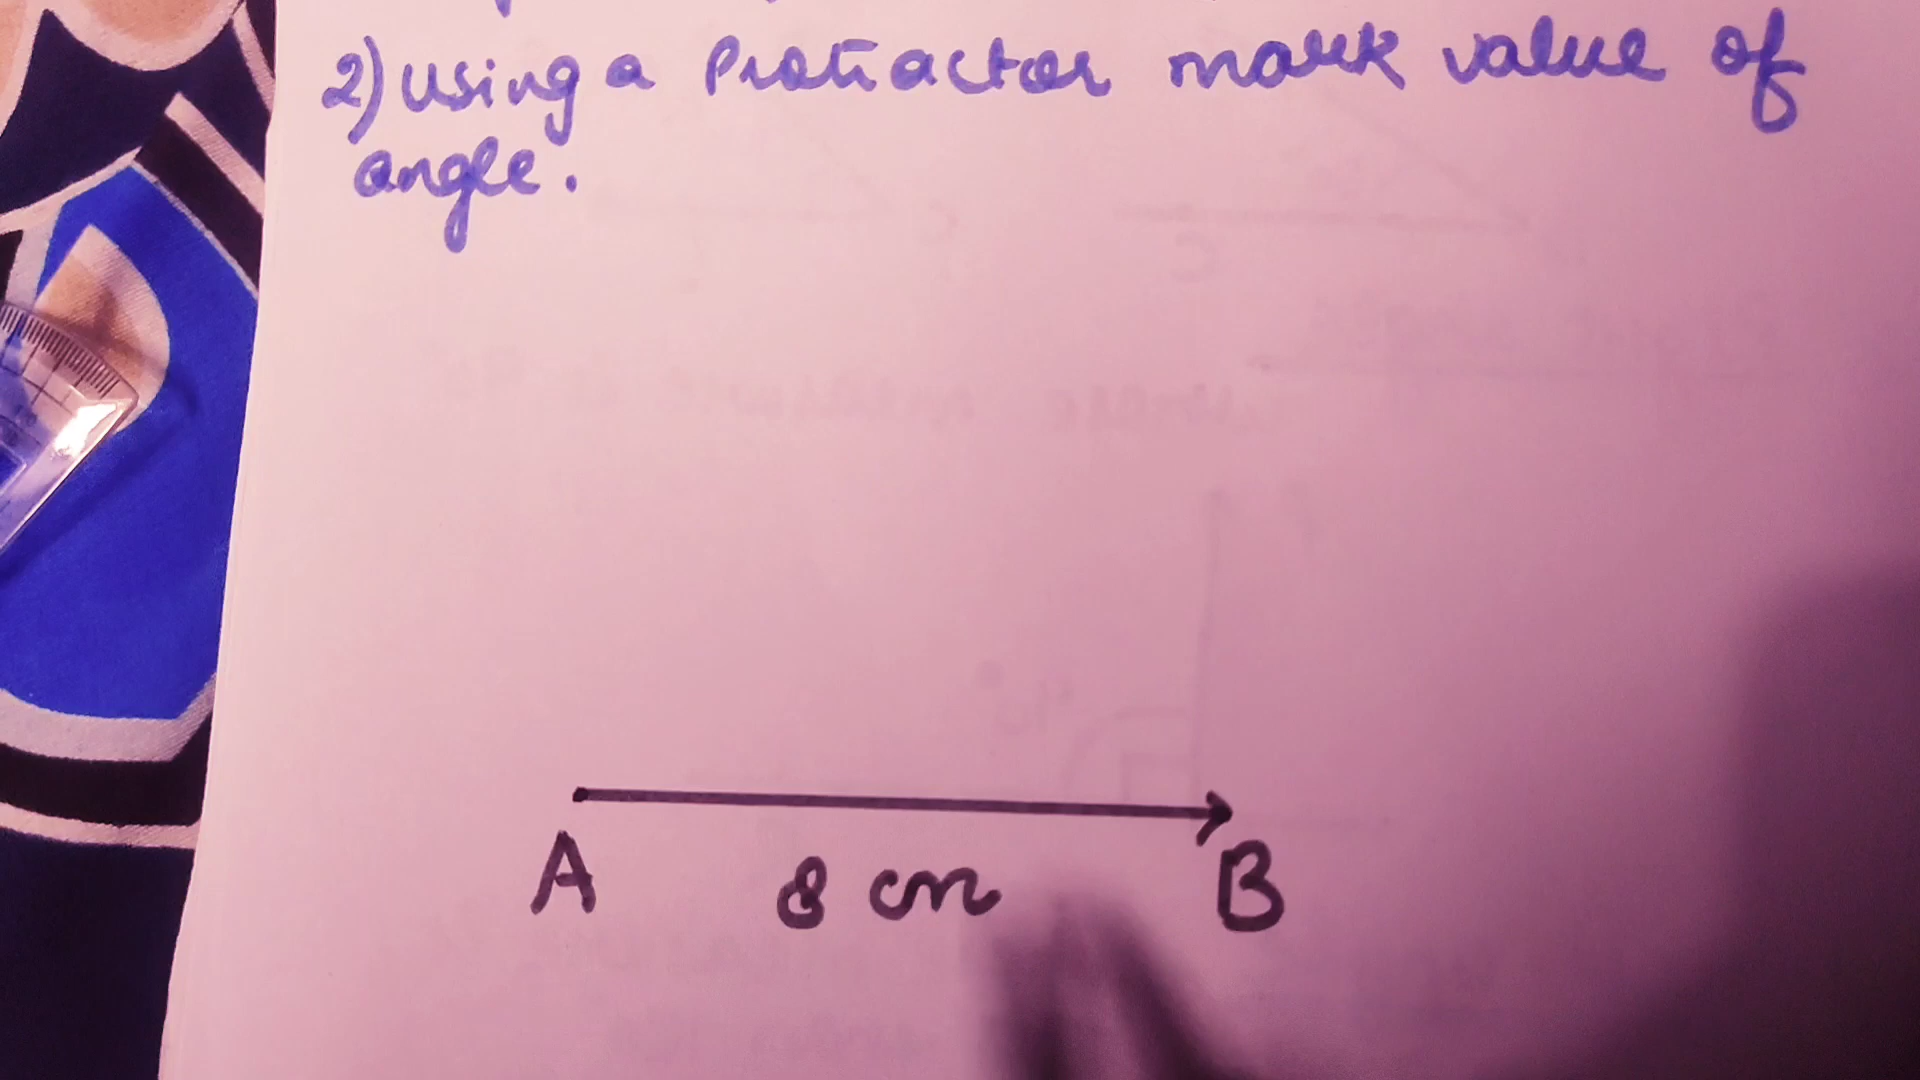 2) using a Protractor mark value of
angle.
A 8 cm B